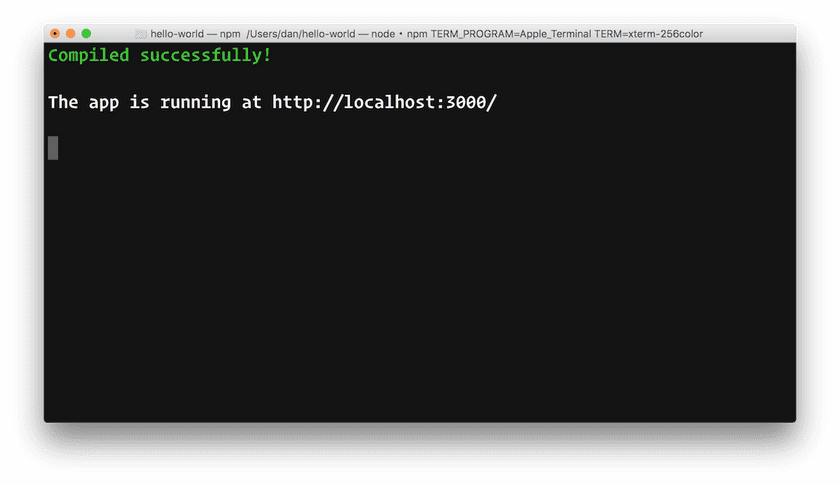 hello-world — npm /Users/dan/hello-world — node • npm TERM_PROGRAM=Apple_Terminal TERM=xterm-256color
Compiled successfully!
The app is running at http://localhost:3000/